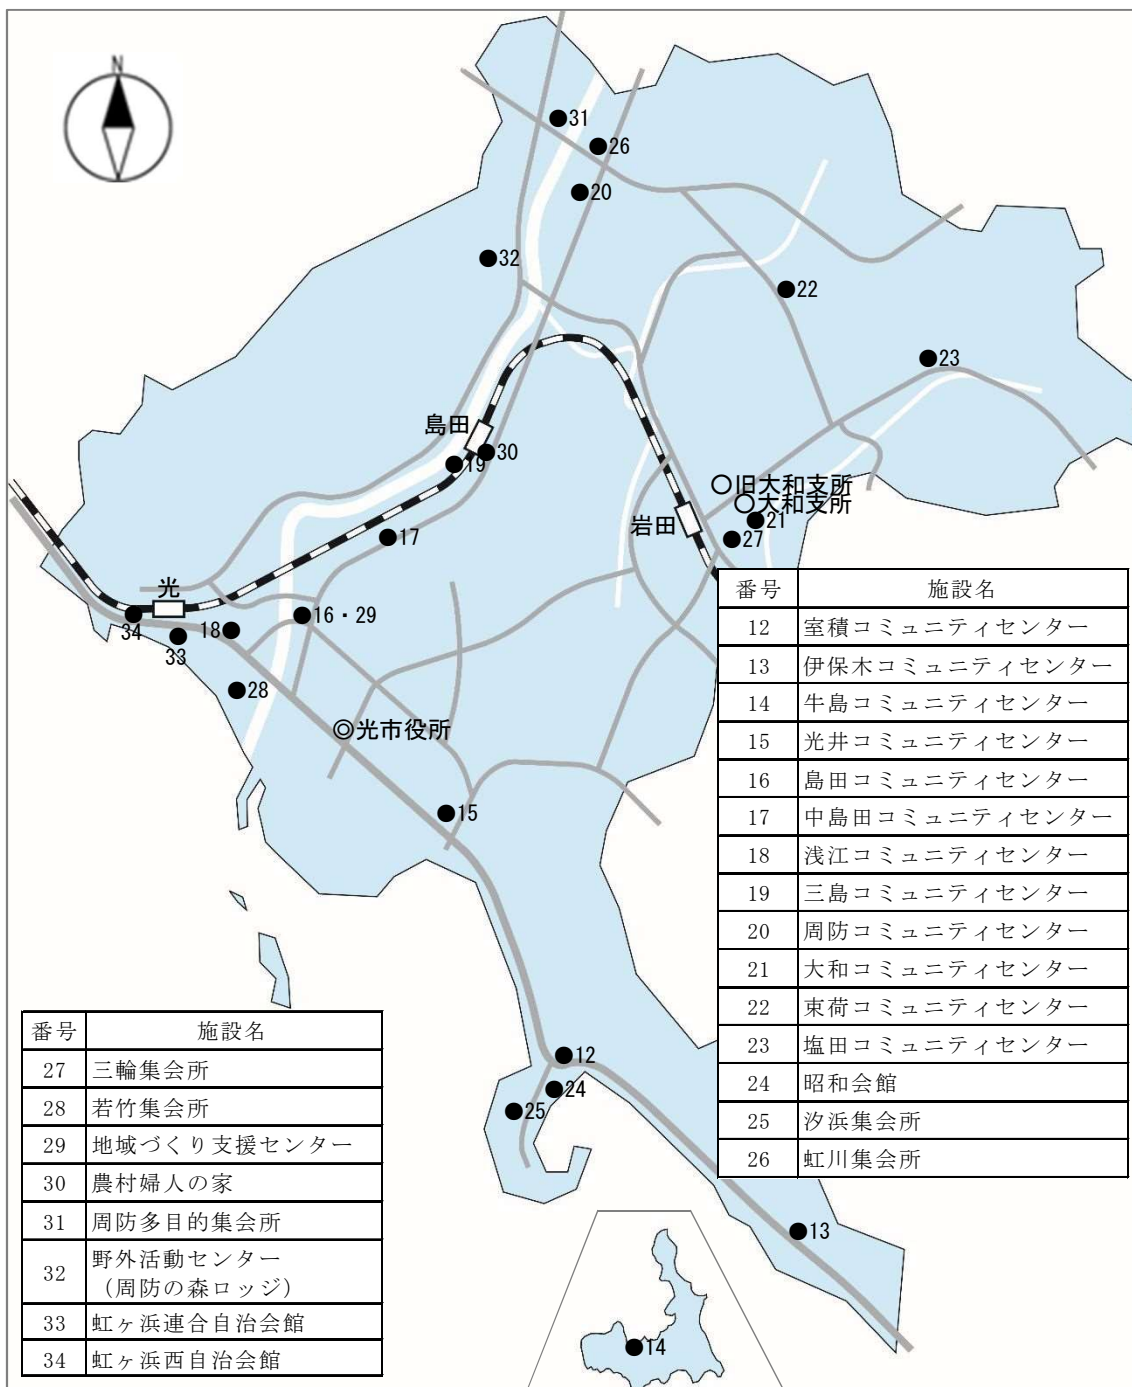 N
31
26
20
32
22
23
島田
30
19
旧大和支所
大和支所
21
岩田
27
17
光
34
33
18
16・29
28
光市役所
15
12
24
25
13
14
番号 施設名
12 室積コミュニティセンター
13 伊保木コミュニティセンター
14 牛島コミュニティセンター
15 光井コミュニティセンター
16 島田コミュニティセンター
17 中島田コミュニティセンター
18 浅江コミュニティセンター
19 三島コミュニティセンター
20 周防コミュニティセンター
21 大和コミュニティセンター
22 束荷コミュニティセンター
23 塩田コミュニティセンター
24 昭和会館
25 汐浜集会所
26 虹川集会所
番号 施設名
27 三輪集会所
28 若竹集会所
29 地域づくり支援センター
30 農村婦人の家
31 周防多目的集会所
32 野外活動センター
（周防の森ロッジ）
33 虹ヶ浜連合自治会館
34 虹ヶ浜西自治会館